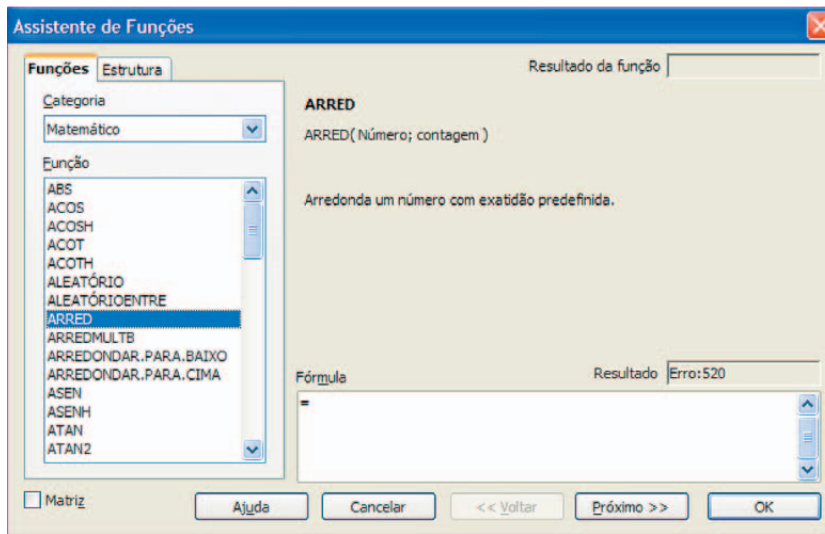 Assistente de Funções
Funções Estrutura
Resultado da função
Categoria
Matemático
Função
ABS
ACOS
ACOSH
ACOT
ACOTH
ALEATÓRIO
ALEATÓRIOENTRE
ARRED
ARREDMULTB
ARREDONDAR.PARA.BAIXO
ARREDONDAR.PARA.CIMA
ASEN
ASENH
ATAN
ATAN2
ARRED
ARRED( Número; contagem )
Arredonda um número com exatidão predefinida.
Fórmula
Resultado Erro:520
=
Matriz
Ajuda
Cancelar
<< Voltar
Próximo >>
OK